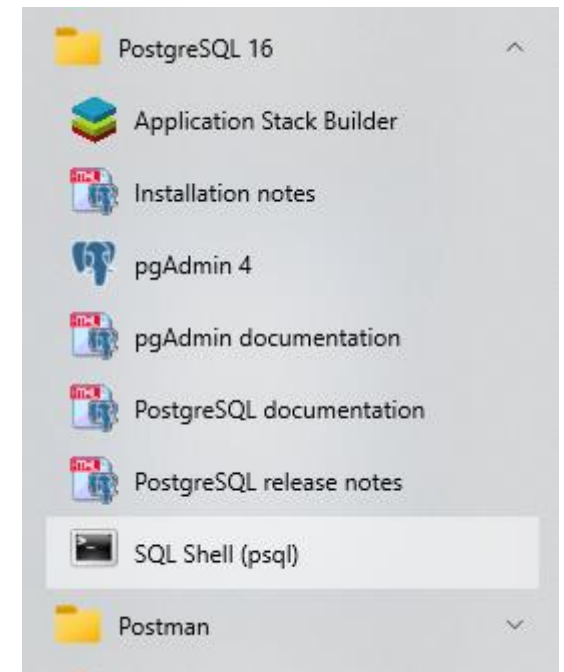 PostgreSQL 16
Application Stack Builder
Installation notes
pgAdmin 4
pgAdmin documentation
PostgreSQL documentation
PostgreSQL release notes
SQL Shell (psql)
Postman